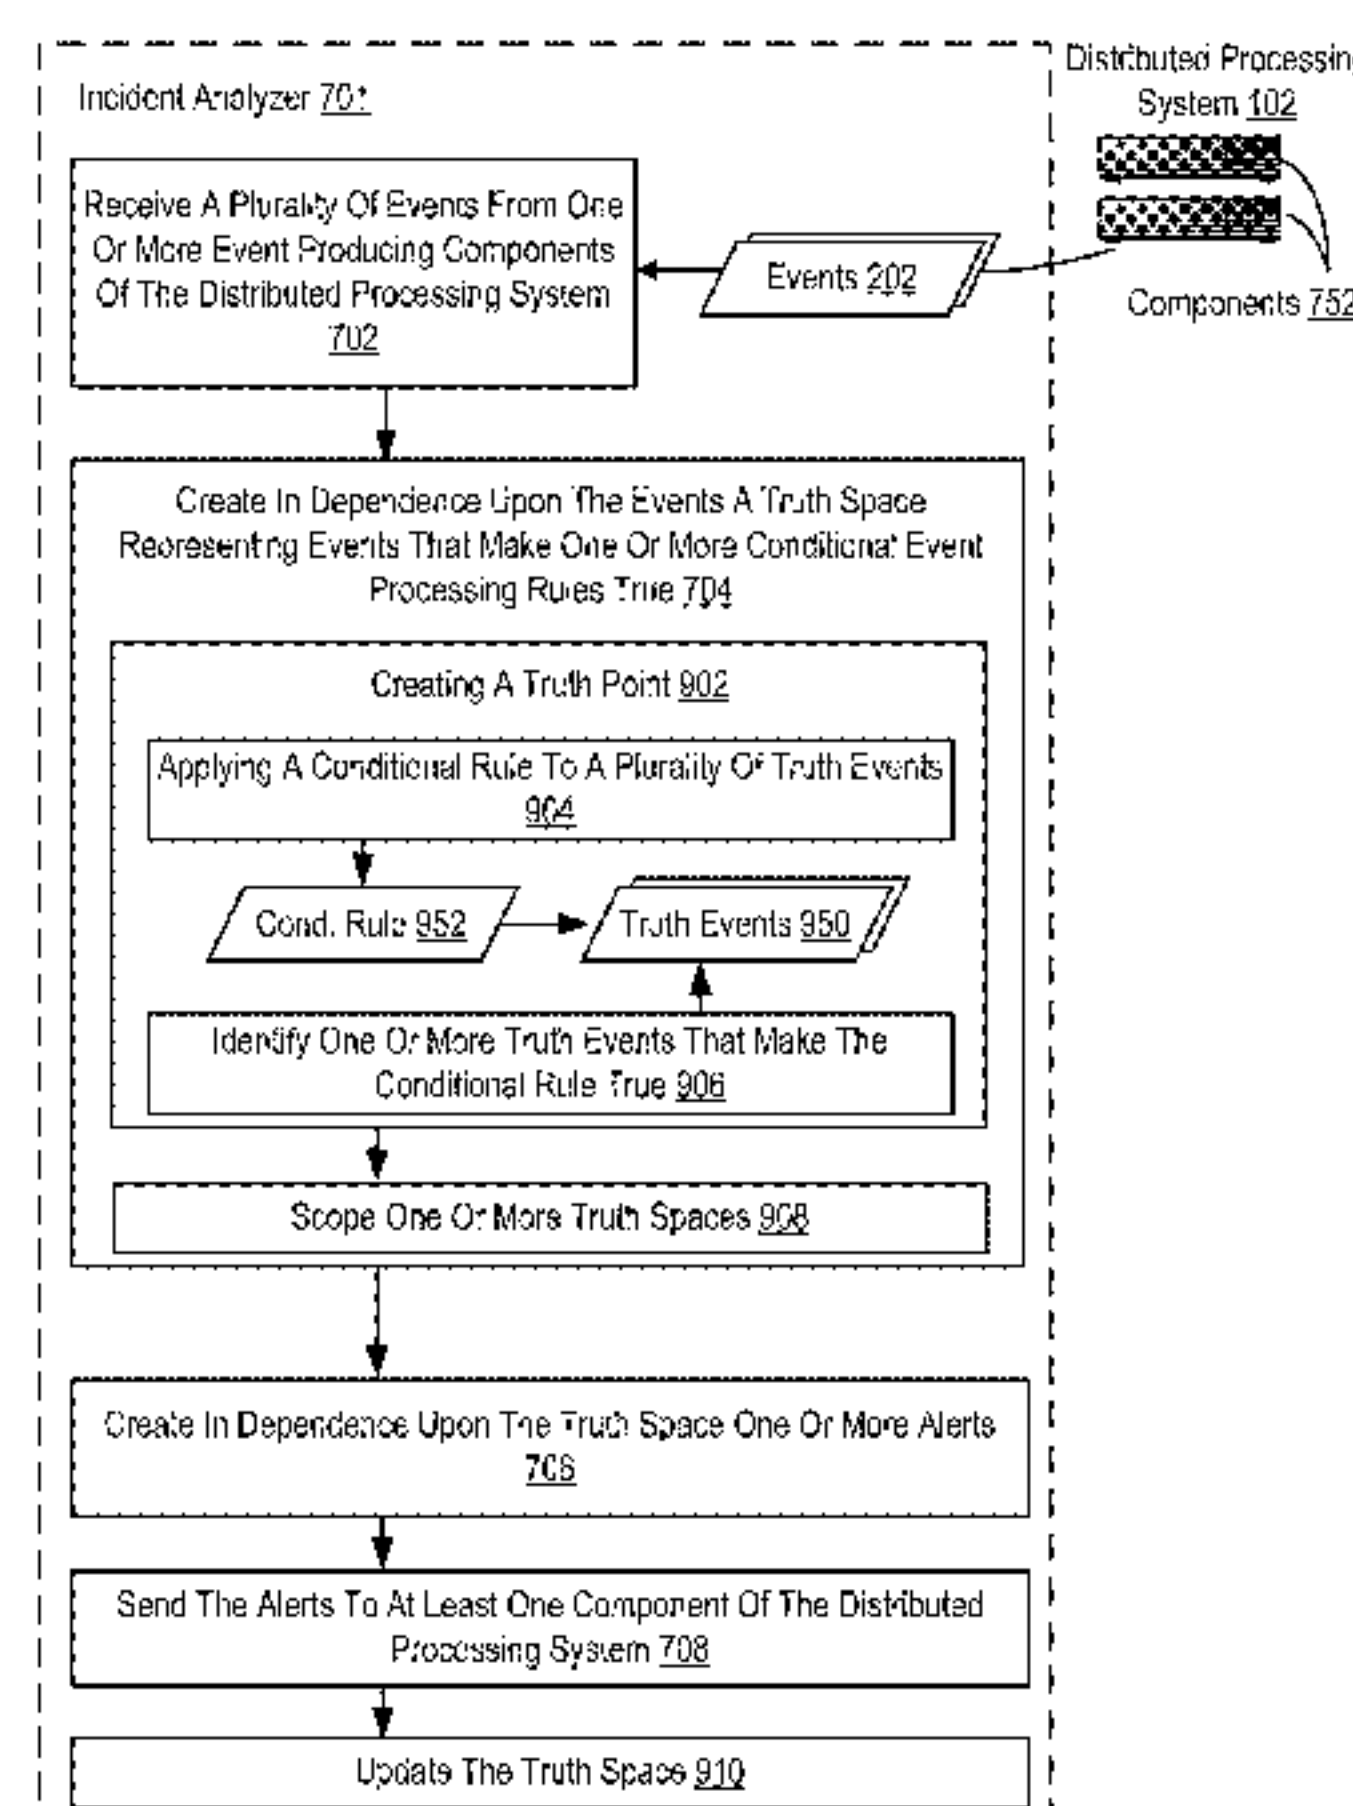 Distributed Processing
System 102
Incident Analyzer 701
Receive A Plurality Of Events From One
Or More Event Producing Components
Of The Distributed Processing System
702
Events 202
Components 752
Create In Dependence Upon The Events A Truth Space
Representing Events That Make One Or More Conditional Event
Processing Rules True 704
Creating A Truth Point 902
Applying A Conditional Rule To A Plurality Of Truth Events
904
Cond. Rule 952
Truth Events 950
Identify One Or More Truth Events That Make The
Conditional Rule True 906
Scope One Or More Truth Spaces 908
Create In Dependence Upon The Truth Space One Or More Alerts
706
Send The Alerts To At Least One Component Of The Distributed
Processing System 708
Update The Truth Space 910